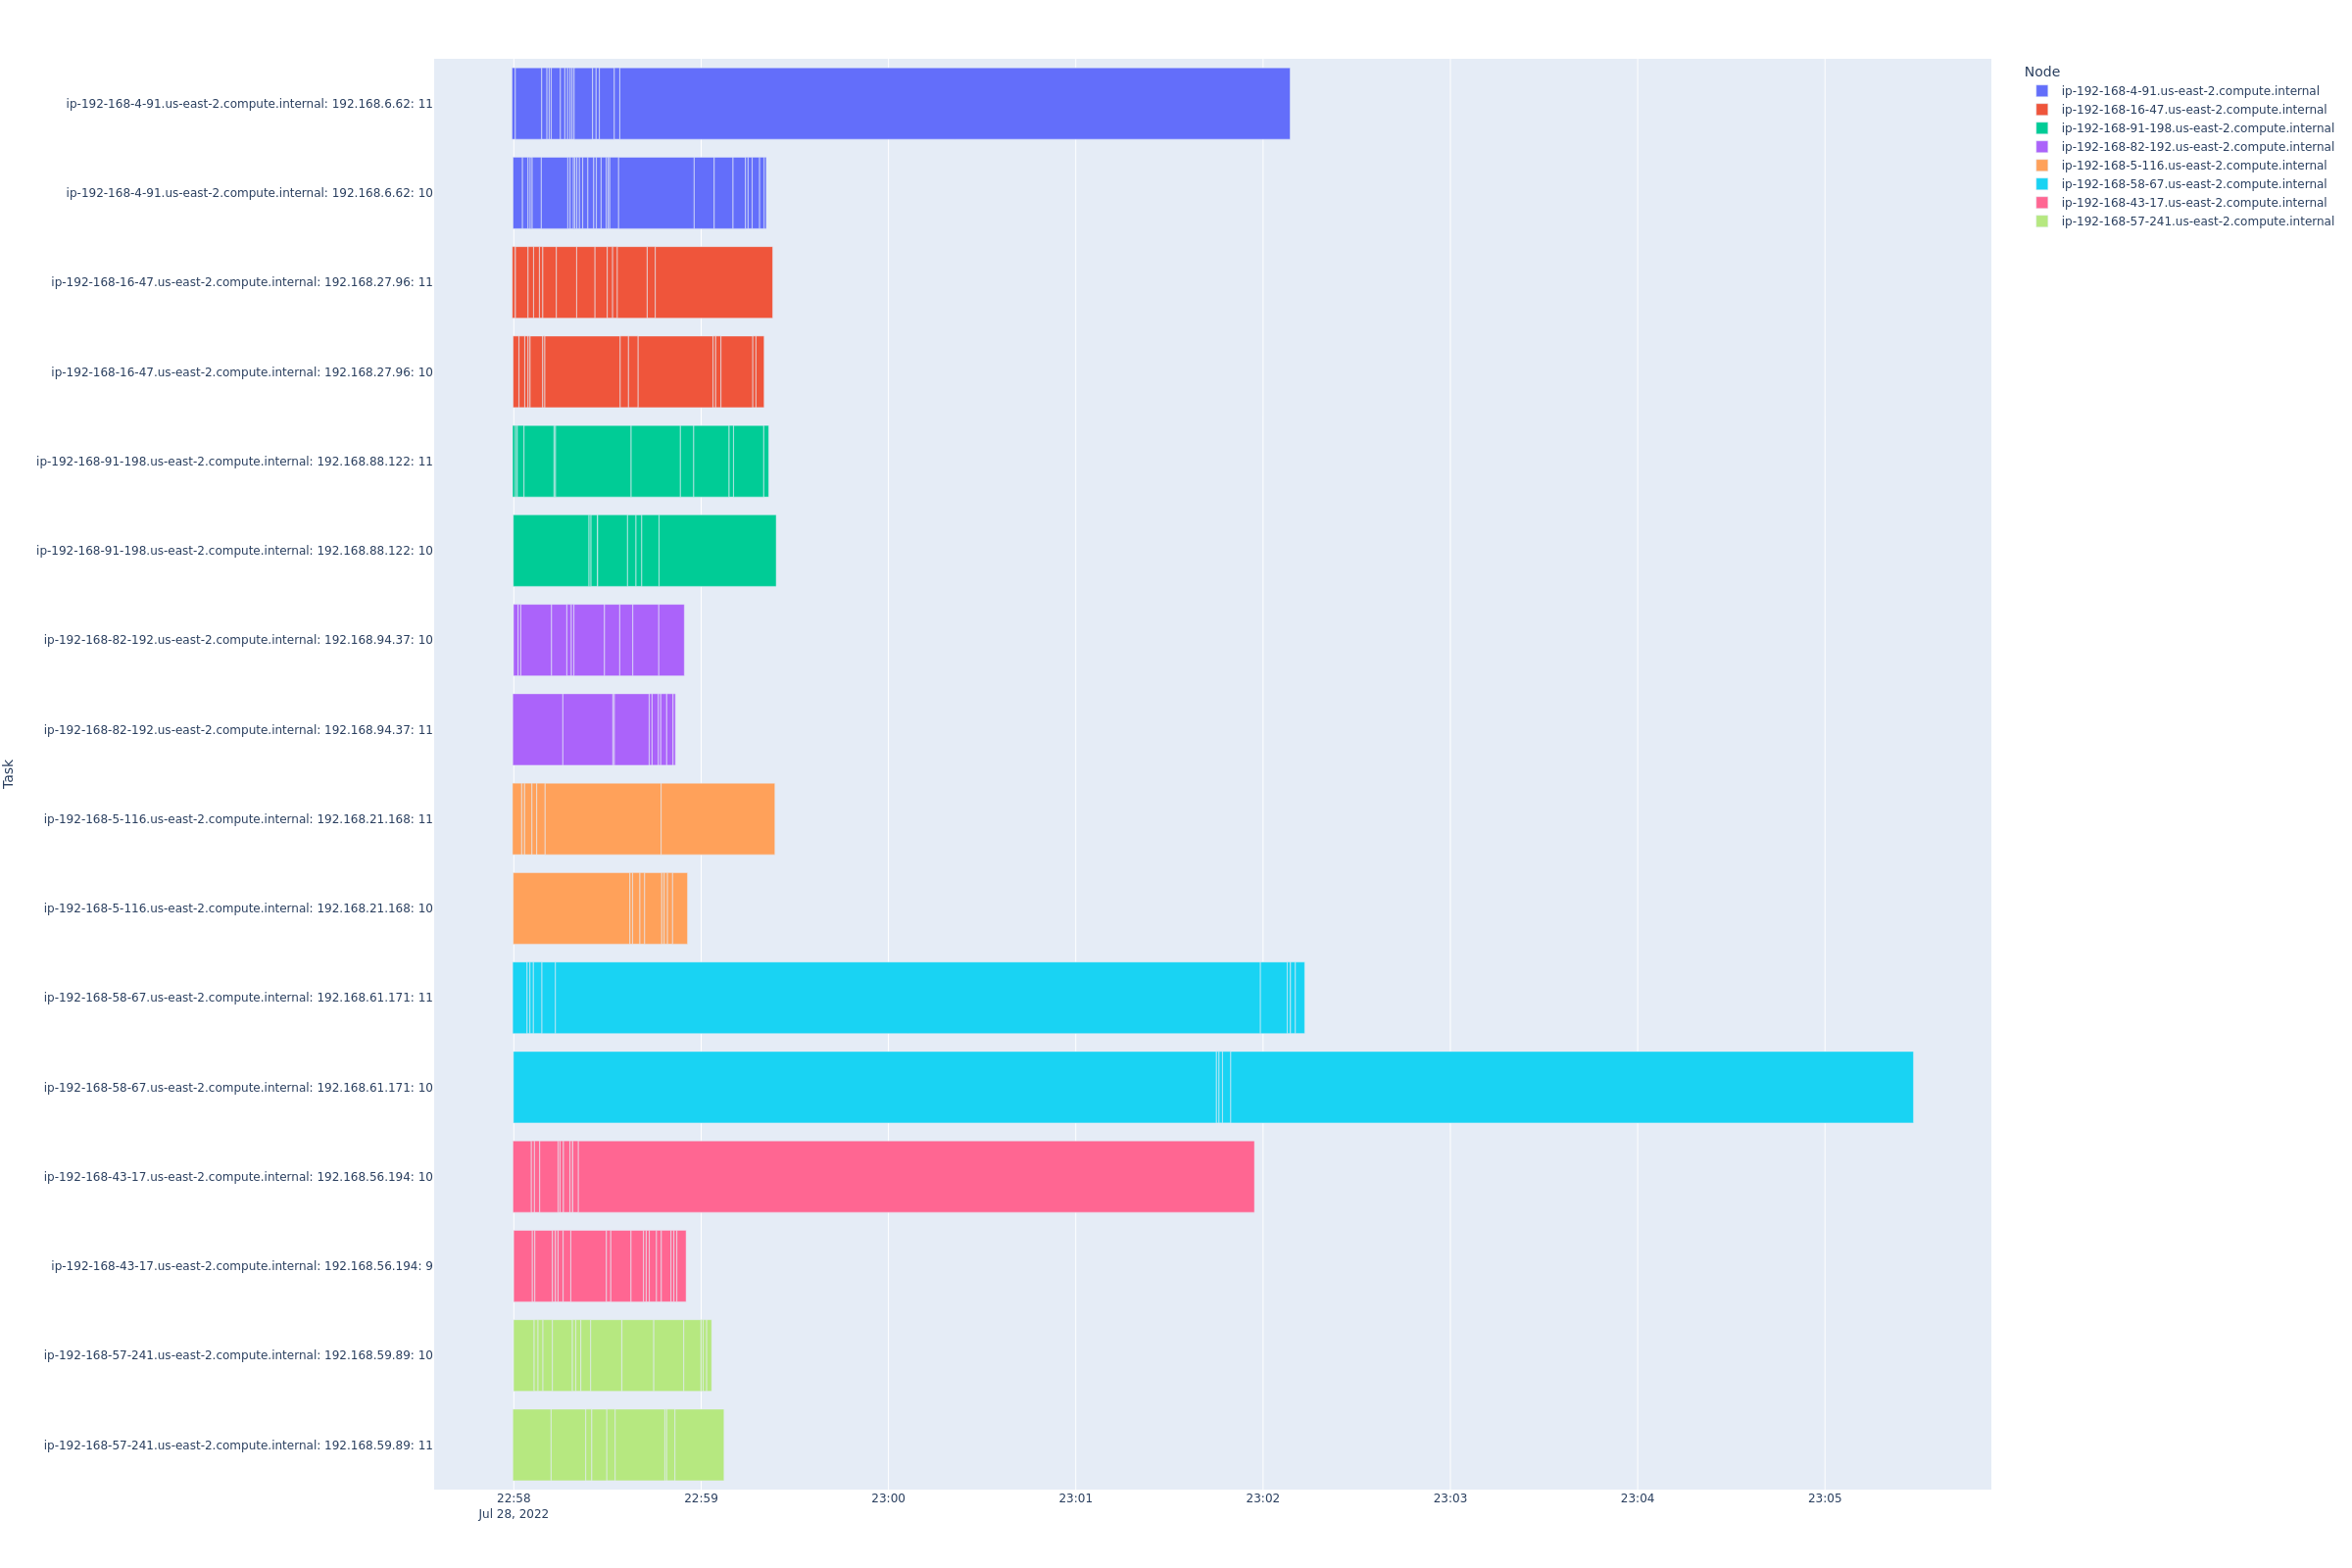 ip-192-168-4-91.us-east-2.compute.internal: 192.168.6.62: 11
ip-192-168-4-91.us-east-2.compute.internal: 192.168.6.62: 10
ip-192-168-16-47.us-east-2.compute.internal: 192.168.27.96: 11
ip-192-168-16-47.us-east-2.compute.internal: 192.168.27.96: 10
ip-192-168-91-198.us-east-2.compute.internal: 192.168.88.122: 11
ip-192-168-91-198.us-east-2.compute.internal: 192.168.88.122: 10
ip-192-168-82-192.us-east-2.compute.internal: 192.168.94.37: 10
ip-192-168-82-192.us-east-2.compute.internal: 192.168.94.37: 11
ip-192-168-5-116.us-east-2.compute.internal: 192.168.21.168: 11
ip-192-168-5-116.us-east-2.compute.internal: 192.168.21.168: 10
ip-192-168-58-67.us-east-2.compute.internal: 192.168.61.171: 11
ip-192-168-58-67.us-east-2.compute.internal: 192.168.61.171: 10
ip-192-168-43-17.us-east-2.compute.internal: 192.168.56.194: 10
ip-192-168-43-17.us-east-2.compute.internal: 192.168.56.194: 9
ip-192-168-57-241.us-east-2.compute.internal: 192.168.59.89: 10
ip-192-168-57-241.us-east-2.compute.internal: 192.168.59.89: 11
Task
22:58 22:59 23:00 23:01 23:02 23:03 23:04 23:05
Jul 28, 2022
Node
ip-192-168-4-91.us-east-2.compute.internal
ip-192-168-16-47.us-east-2.compute.internal
ip-192-168-91-198.us-east-2.compute.internal
ip-192-168-82-192.us-east-2.compute.internal
ip-192-168-5-116.us-east-2.compute.internal
ip-192-168-58-67.us-east-2.compute.internal
ip-192-168-43-17.us-east-2.compute.internal
ip-192-168-57-241.us-east-2.compute.internal